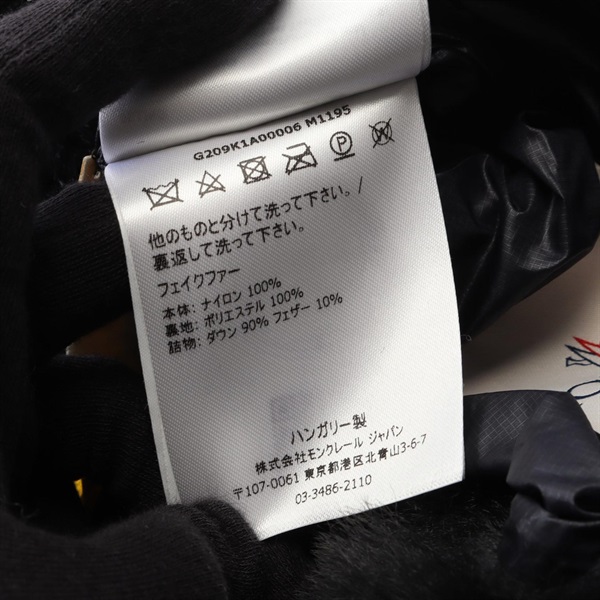 G209K1A00006 M1195
他のものと分けて洗って下さい。/
裏返して洗って下さい。
フェイクファー
本体: ナイロン 100%
裏地: ポリエステル 100%
詰物: ダウン 90% フェザー 10%
ハンガリー製
株式会社モンクレール ジャパン
〒107-0061 東京都港区北青山3-6-7
03-3486-2110